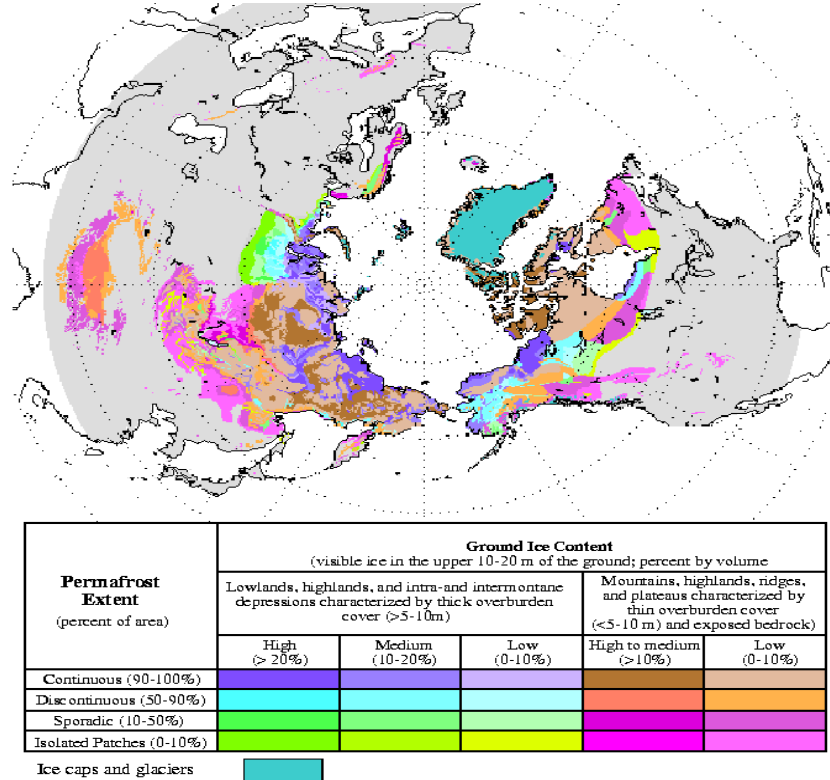 Ground Ice Content
(visible ice in the upper 10-20 m of the ground; percent by volume
Permafrost
Extent
(percent of area)
Lowlands, highlands, and intra-and intermontane
depressions characterized by thick overburden
cover (>5-10m)
Mountains, highlands, ridges,
and plateaus characterized by
thin overburden cover
(<5-10 m) and exposed bedrock)
High
(> 20%)
Medium
(10-20%)
Low
(0-10%)
High to medium
(>10%)
Low
(0-10%)
Continuous (90-100%)
Discontinuous (50-90%)
Sporadic (10-50%)
Isolated Patches (0-10%)
Ice caps and glaciers